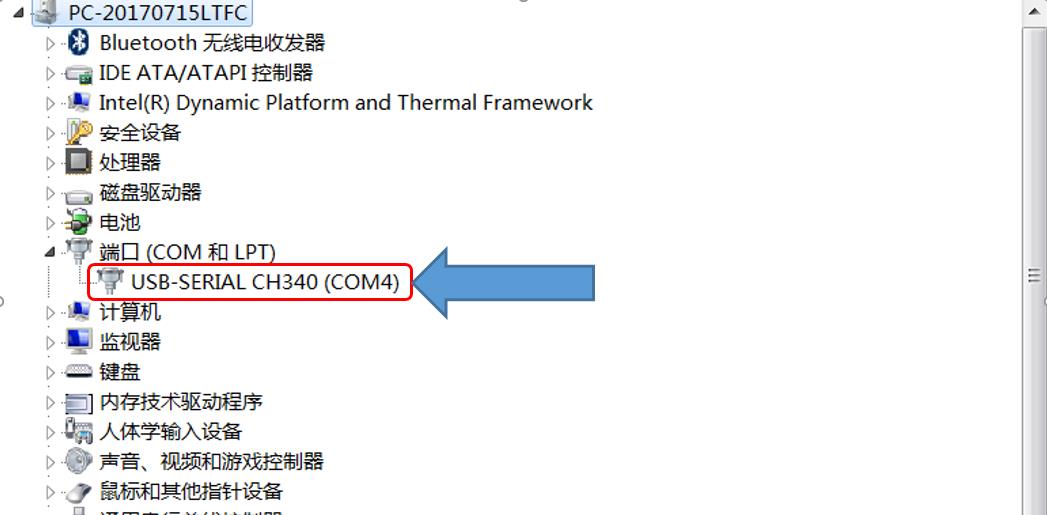 PC-20170715LTFC
Bluetooth 无线电收发器
IDE ATA/ATAPI 控制器
Intel(R) Dynamic Platform and Thermal Framework
安全设备
处理器
磁盘驱动器
电池
端口 (COM 和 LPT)
USB-SERIAL CH340 (COM4)
计算机
监视器
键盘
内存技术驱动程序
人体学输入设备
声音、视频和游戏控制器
鼠标和其他指针设备